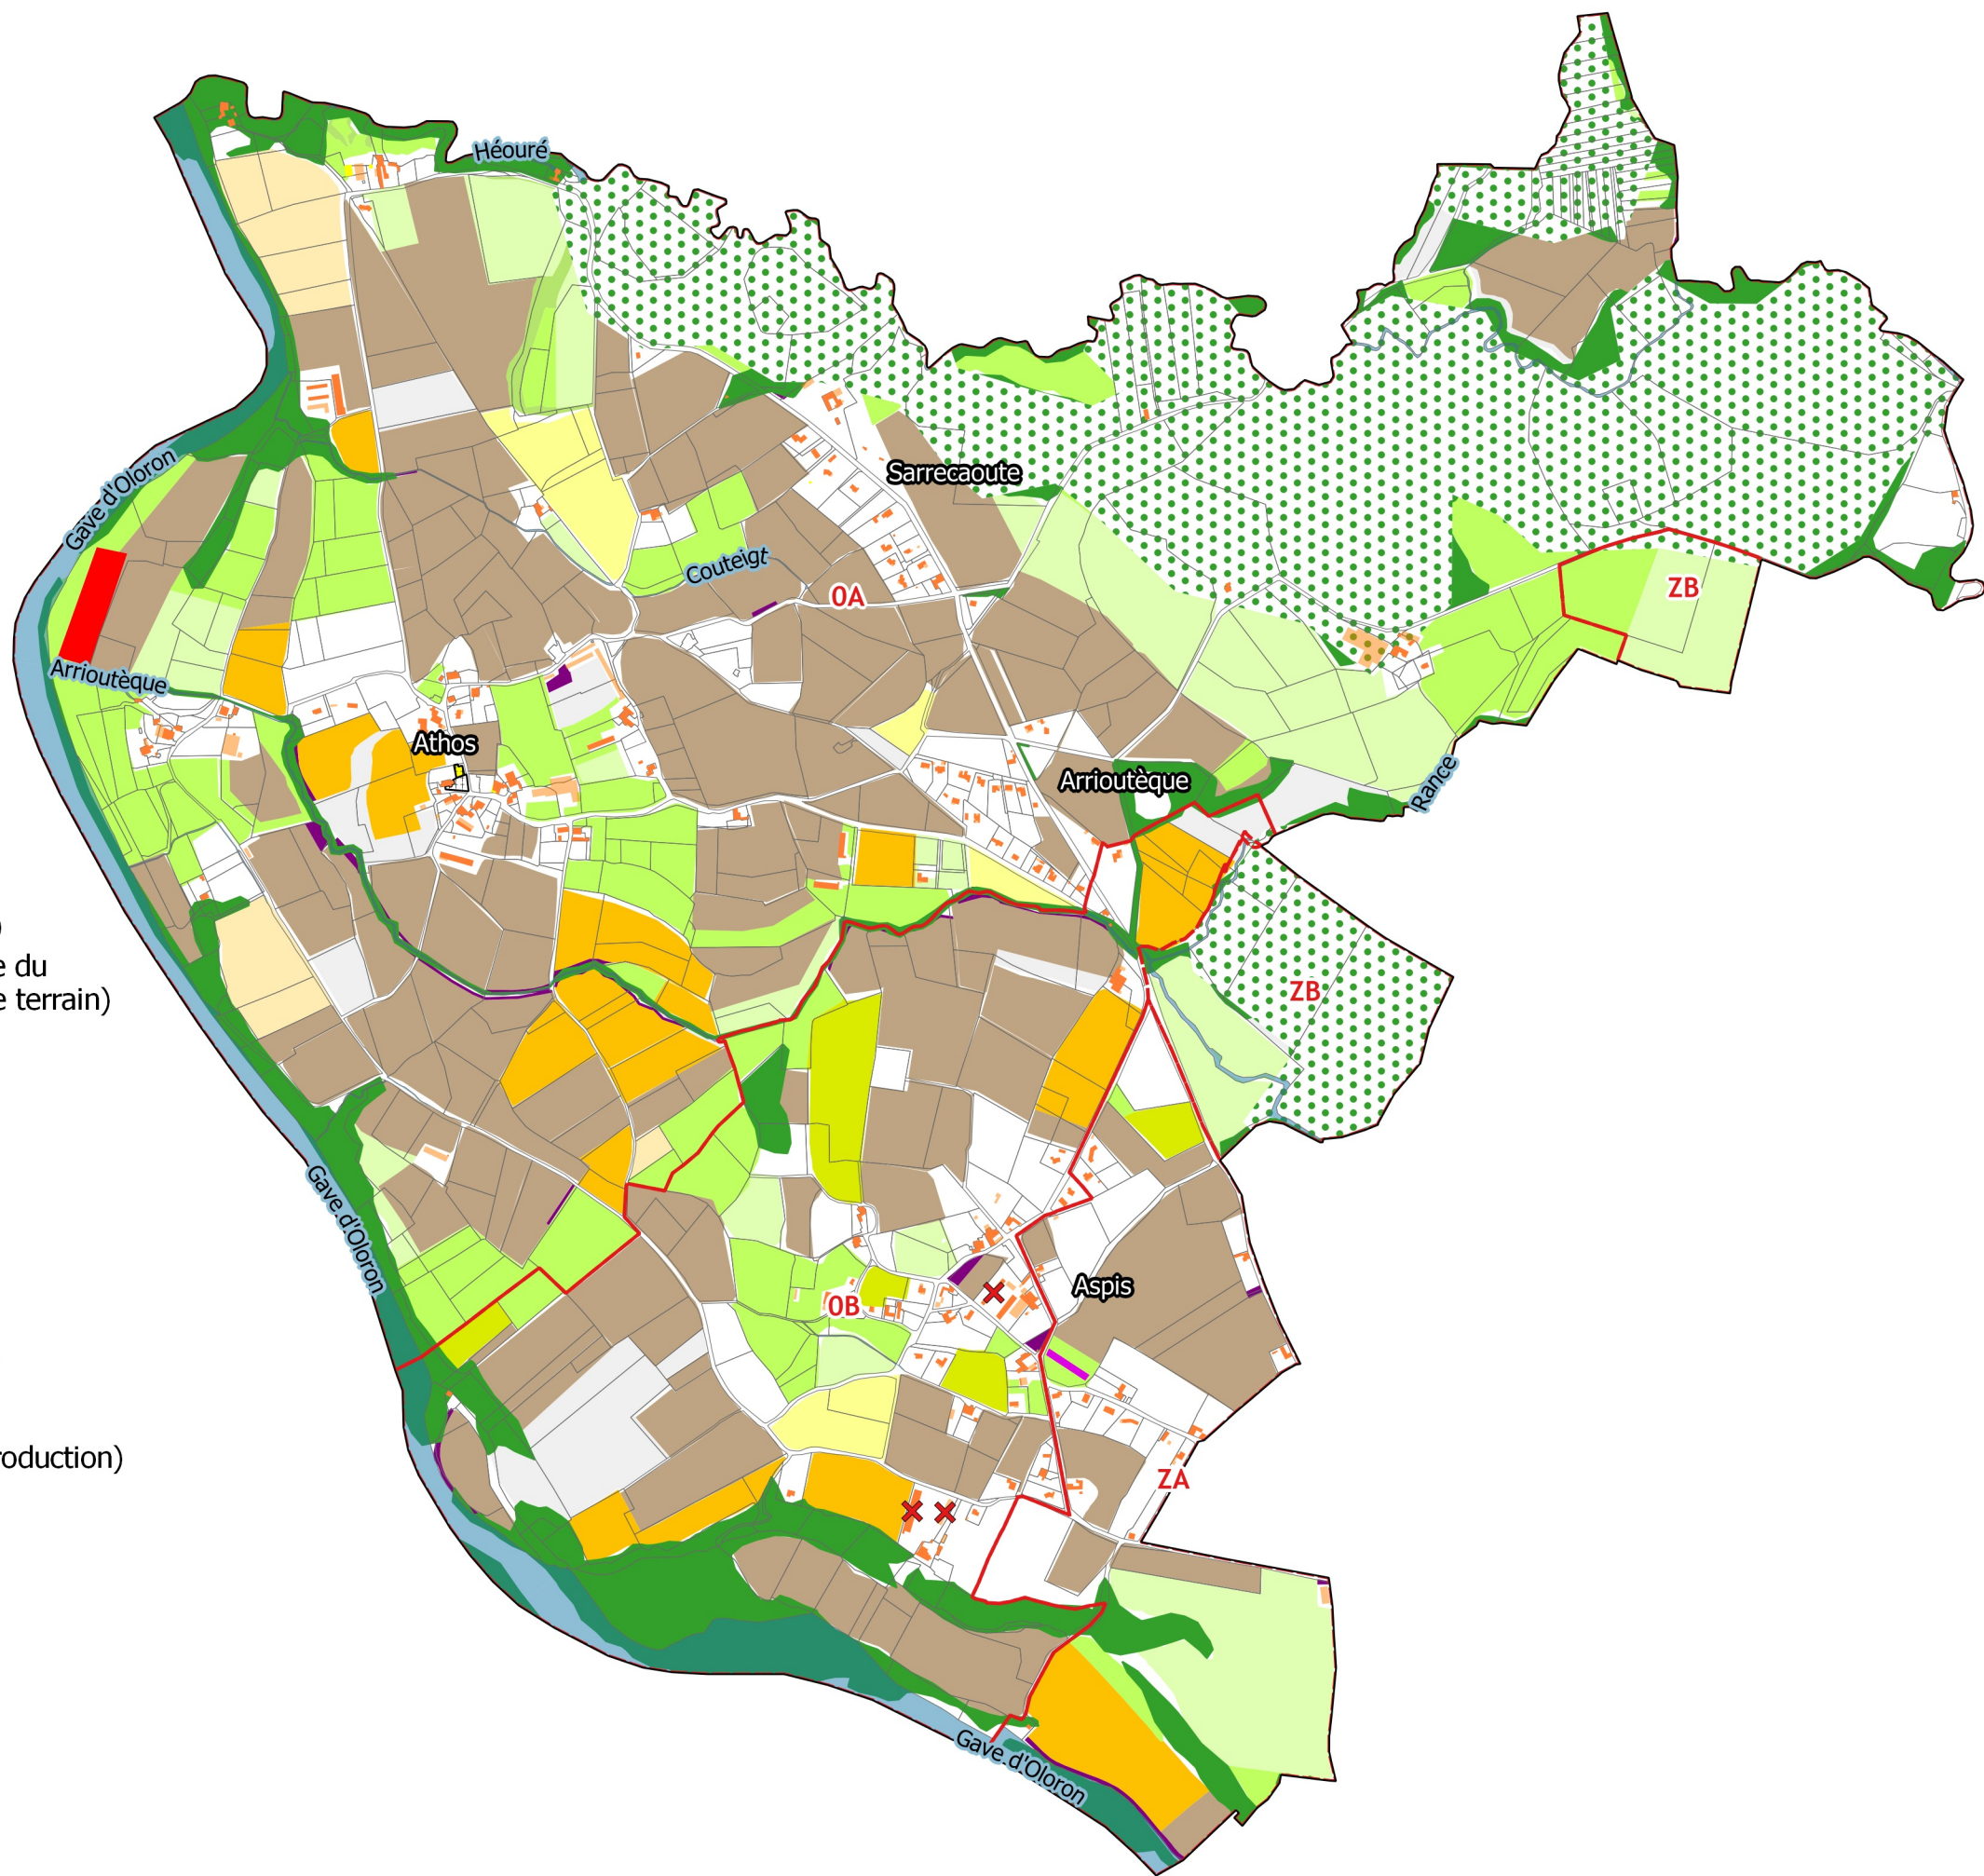 Héouré
Gave d'Oloron
Sarrecaoute
Couteigt
0A
ZB
Arrioutèque
Athos
Arrioutèque
Rance
)
e du
e terrain)
ZB
Gave d'Oloron
Aspis
0B
roduction)
ZA
Gave d'Oloron